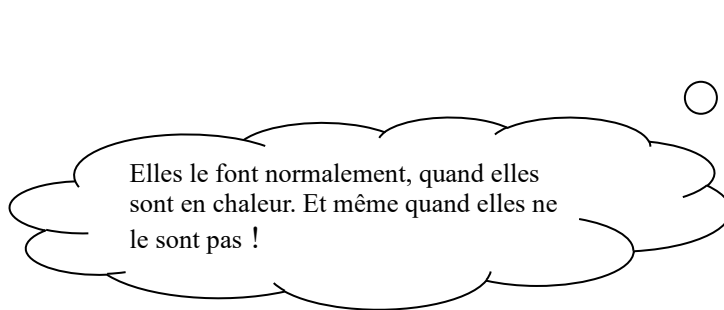 Elles le font normalement, quand elles
sont en chaleur. Et même quand elles ne
le sont pas !